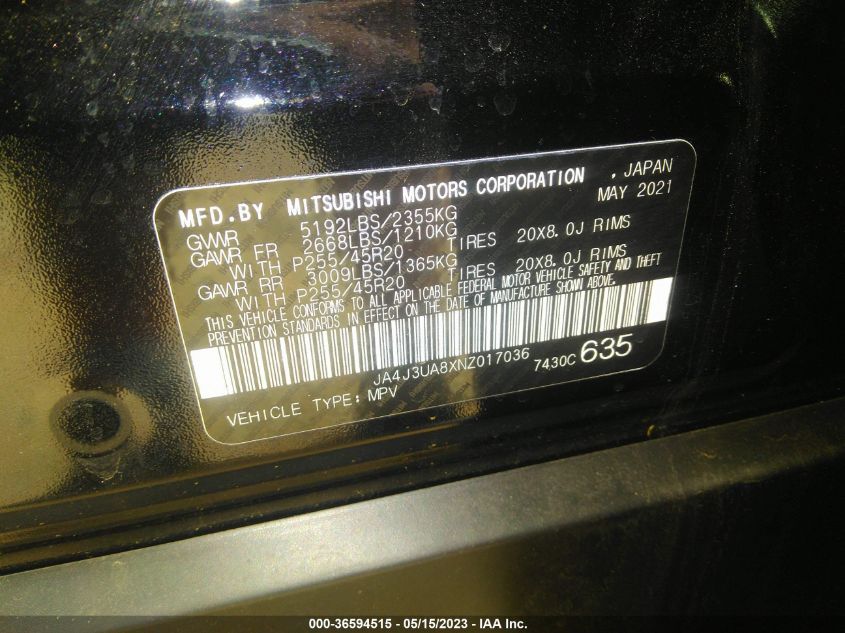 MFD.BY MITSUBISHI MOTORS CORPORATION . JAPAN
MAY 2021
GVWR 5192LBS/2355KG
GAWR FR 2668LBS/1210KG
WITH P255/45R20 TIRES 20X8.0J RIMS
GAWR RR 3009LBS/1365KG
WITH P255/45R20 TIRES 20X8.0J RIMS
THIS VEHICLE CONFORMS TO ALL APPLICABLE FEDERAL MOTOR VEHICLE SAFETY AND THEFT
PREVENTION STANDARDS IN EFFECT ON THE DATE OF MANUFACTURE SHOWN ABOVE.
JA4J3UA8XNZ017036 7430C 635
VEHICLE TYPE: MPV
000-36594515 - 05/15/2023 - IAA Inc.